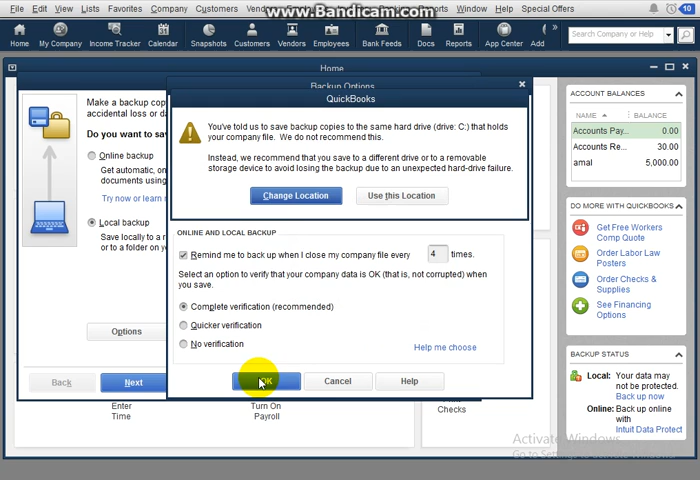 www.Bandicam.com
File Edit View Lists Favorites Company Customers Window Help Special Offers
10
Home My Company Income Tracker Calendar Snapshots Customers Vendors Employees Bank Feeds Docs Reports App Center Add
Search Company or Help
Home
Backup Options
QuickBooks
Make a backup cop
accidental loss or da
Do you want to sav
Online backup
Get automatic, on
documents using
Try now or learn
Local backup
Save locally to a r
or to a folder on y
Options
Back
Next
You've told us to save backup copies to the same hard drive (drive: C:) that holds
your company file. We do not recommend this.
Instead, we recommend that you save to a different drive or to a removable
storage device to avoid losing the backup due to an unexpected hard-drive failure.
Change Location
Use this Location
ONLINE AND LOCAL BACKUP
Remind me to back up when I close my company file every 4 times.
Select an option to verify that your company data is OK (that is, not corrupted) when
you save.
Complete verification (recommended)
Quicker verification
No verification
Help me choose
OK
Cancel
Help
Enter
Time
Turn On
Payroll
Print
Checks
ACCOUNT BALANCES
NAME BALANCE
Accounts Pay... 0.00
Accounts Re... 30.00
amal 5,000.00
DO MORE WITH QUICKBOOKS
Get Free Workers
Comp Quote
Order Labor Law
Posters
Order Checks &
Supplies
See Financing
Options
BACKUP STATUS
Local: Your data may
not be protected.
Back up now
Online: Back up online
with
Intuit Data Protect
Activate Windows
Go to Settings to activate Windows.